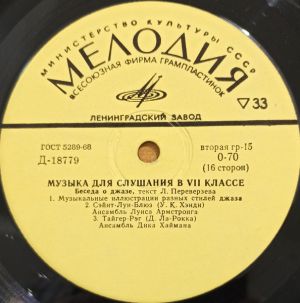 МИНИСТЕРСТВО КУЛЬТУРЫ СССР
МЕЛОДИЯ
ВСЕСОЮЗНАЯ ФИРМА ГРАМПЛАСТИНОК
▽ 33
ЛЕНИНГРАДСКИЙ ЗАВОД
ГОСТ 5289-68
вторая гр-15
Д-18779
0-70
(16 сторон)
МУЗЫКА ДЛЯ СЛУШАНИЯ В VII КЛАССЕ
Беседа о джазе, текст Л. Переверзева
1. Музыкальные иллюстрации разных стилей джаза
2. Сэйнт-Луи-Блюз (У. К. Хэнди)
Ансамбль Луиса Армстронга
3. Тайгер-Рэг (Д. Ла-Рокка)
Ансамбль Дика Хаймана